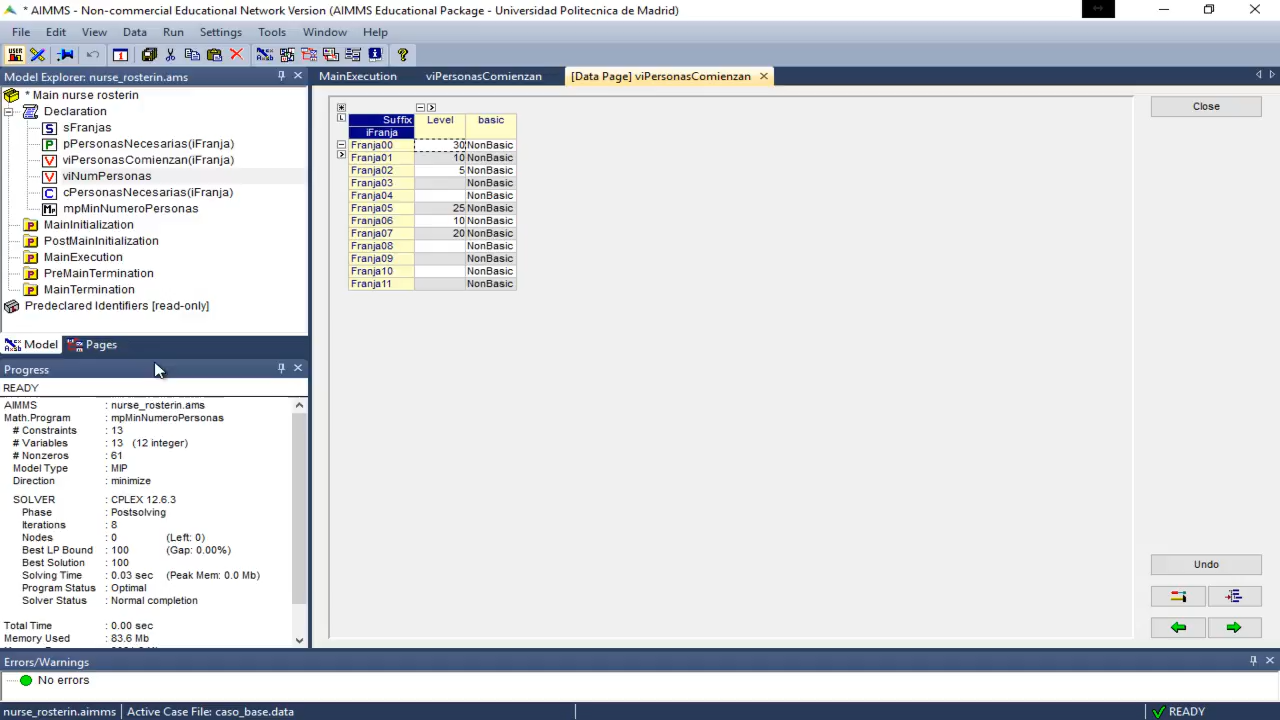 * AIMMS - Non-commercial Educational Network Version (AIMMS Educational Package - Universidad Politecnica de Madrid)
File Edit View Data Run Settings Tools Window Help
Model Explorer: nurse_rosterin.ams
* Main nurse rosterin
Declaration
S sFranjas
P pPersonasNecesarias(iFranja)
V viPersonasComienzan(iFranja)
V viNumPersonas
C cPersonasNecesarias(iFranja)
MP mpMinNumeroPersonas
P MainInitialization
P PostMainInitialization
P MainExecution
P PreMainTermination
P MainTermination
Predeclared Identifiers [read-only]
Model Pages
Progress
READY
AIMMS : nurse_rosterin.ams
Math.Program : mpMinNumeroPersonas
# Constraints : 13
# Variables : 13 (12 integer)
# Nonzeros : 61
Model Type : MIP
Direction : minimize
SOLVER : CPLEX 12.6.3
Phase : Postsolving
Iterations : 8
Nodes : 0 (Left: 0)
Best LP Bound : 100 (Gap: 0.00%)
Best Solution : 100
Solving Time : 0.03 sec (Peak Mem: 0.0 Mb)
Program Status : Optimal
Solver Status : Normal completion
Total Time : 0.00 sec
Memory Used : 83.6 Mb
MainExecution viPersonasComienzan [Data Page] viPersonasComienzan
Suffix Level basic
iFranja
Franja00 30 NonBasic
Franja01 10 NonBasic
Franja02 5 NonBasic
Franja03 NonBasic
Franja04 NonBasic
Franja05 25 NonBasic
Franja06 10 NonBasic
Franja07 20 NonBasic
Franja08 NonBasic
Franja09 NonBasic
Franja10 NonBasic
Franja11 NonBasic
Close
Undo
Errors/Warnings
No errors
nurse_rosterin.aimms Active Case File: caso_base.data READY